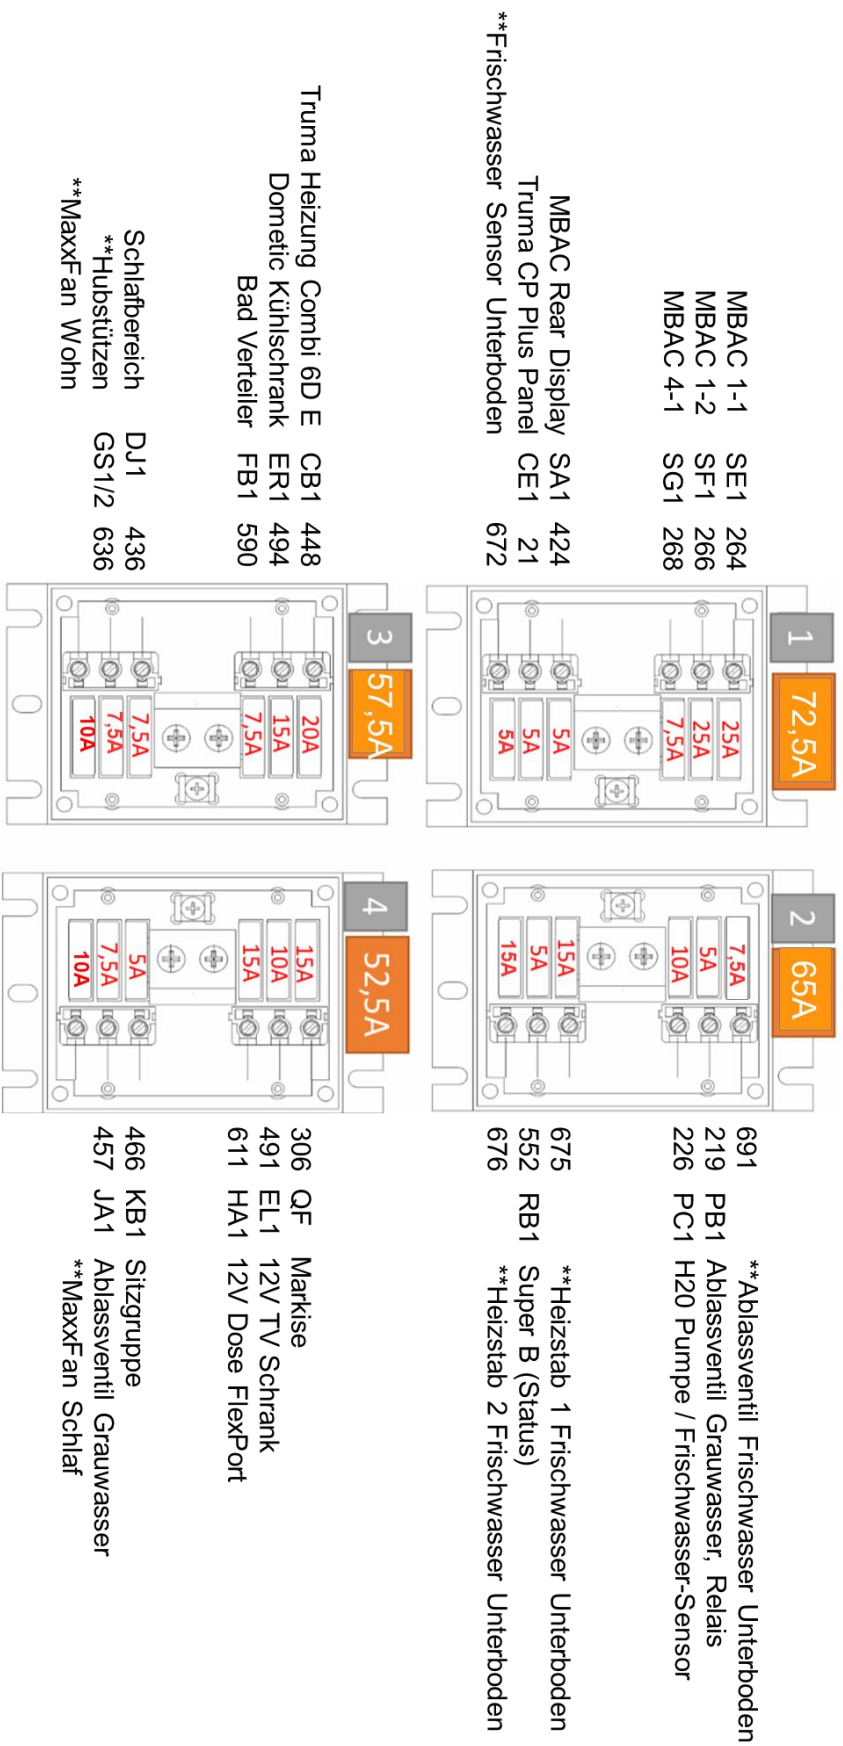 1
72,5A
MBAC 1-1 SE1 264 25A
MBAC 1-2 SF1 266 25A
MBAC 4-1 SG1 268 7,5A
MBAC Rear Display SA1 424 5A
Truma CP Plus Panel CE1 21 5A
**Frischwasser Sensor Unterboden 672 5A
2
65A
7,5A 691 **Ablassventil Frischwasser Unterboden
5A 219 PB1 Ablassventil Grauwasser, Relais
10A 226 PC1 H20 Pumpe / Frischwasser-Sensor
15A 675 **Heizstab 1 Frischwasser Unterboden
5A 552 RB1 Super B (Status)
15A 676 **Heizstab 2 Frischwasser Unterboden
3
57,5A
Truma Heizung Combi 6D E CB1 448 20A
Dometic Kühlschrank ER1 494 15A
Bad Verteiler FB1 590 7,5A
Schlafbereich DJ1 436 7,5A
**Hubstützen GS1/2 636 7,5A
**MaxxFan Wohn 10A
4
52,5A
15A 306 QF Markise
10A 491 EL1 12V TV Schrank
15A 611 HA1 12V Dose FlexPort
5A 466 KB1 Sitzgruppe
7,5A 457 JA1 Ablassventil Grauwasser
10A **MaxxFan Schlaf